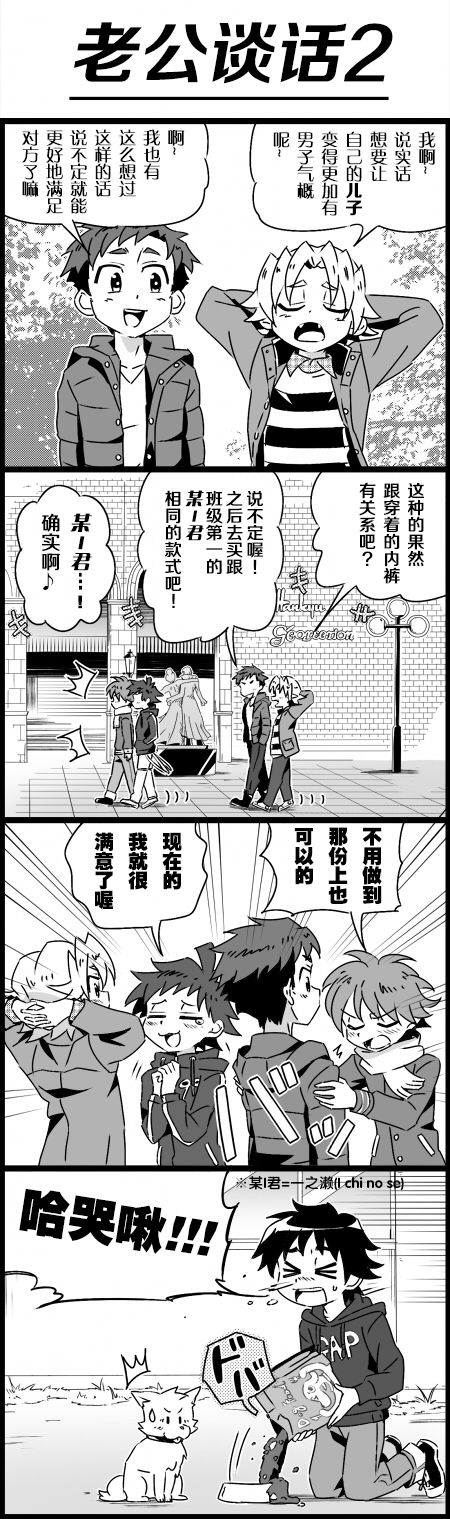 老公谈话2
我啊~
说实话
想要让
自己的儿子
变得更加有
男子气概
呢~
啊~
我也有
这么想过
这样的话
说不定就能
更好地满足
对方了嘛
这种的果然
跟穿着的内裤
有关系吧？
说不定喔！
之后去买跟
班级第一的
某I君
相同的款式吧！
某I君…！
确实啊♪
不用做到
那份上也
可以的
现在的
我就很
满意了喔
※某I君=一之濑(I chi no se)
哈哭啾!!!
ドバ